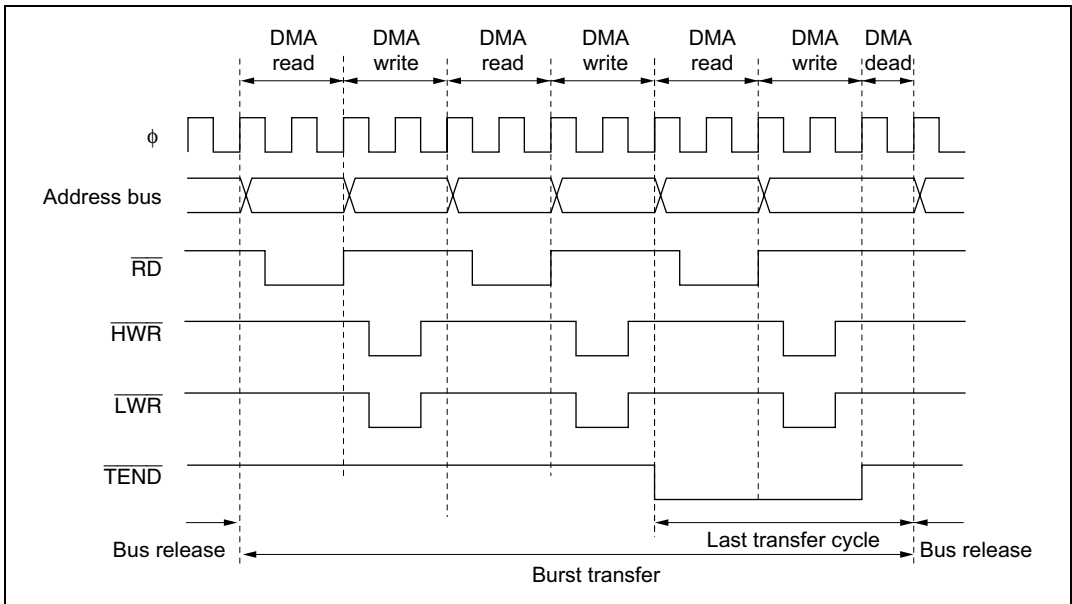 DMA read
DMA write
DMA read
DMA write
DMA read
DMA write
DMA dead
φ
Address bus
RD
HWR
LWR
TEND
Bus release
Last transfer cycle
Bus release
Burst transfer